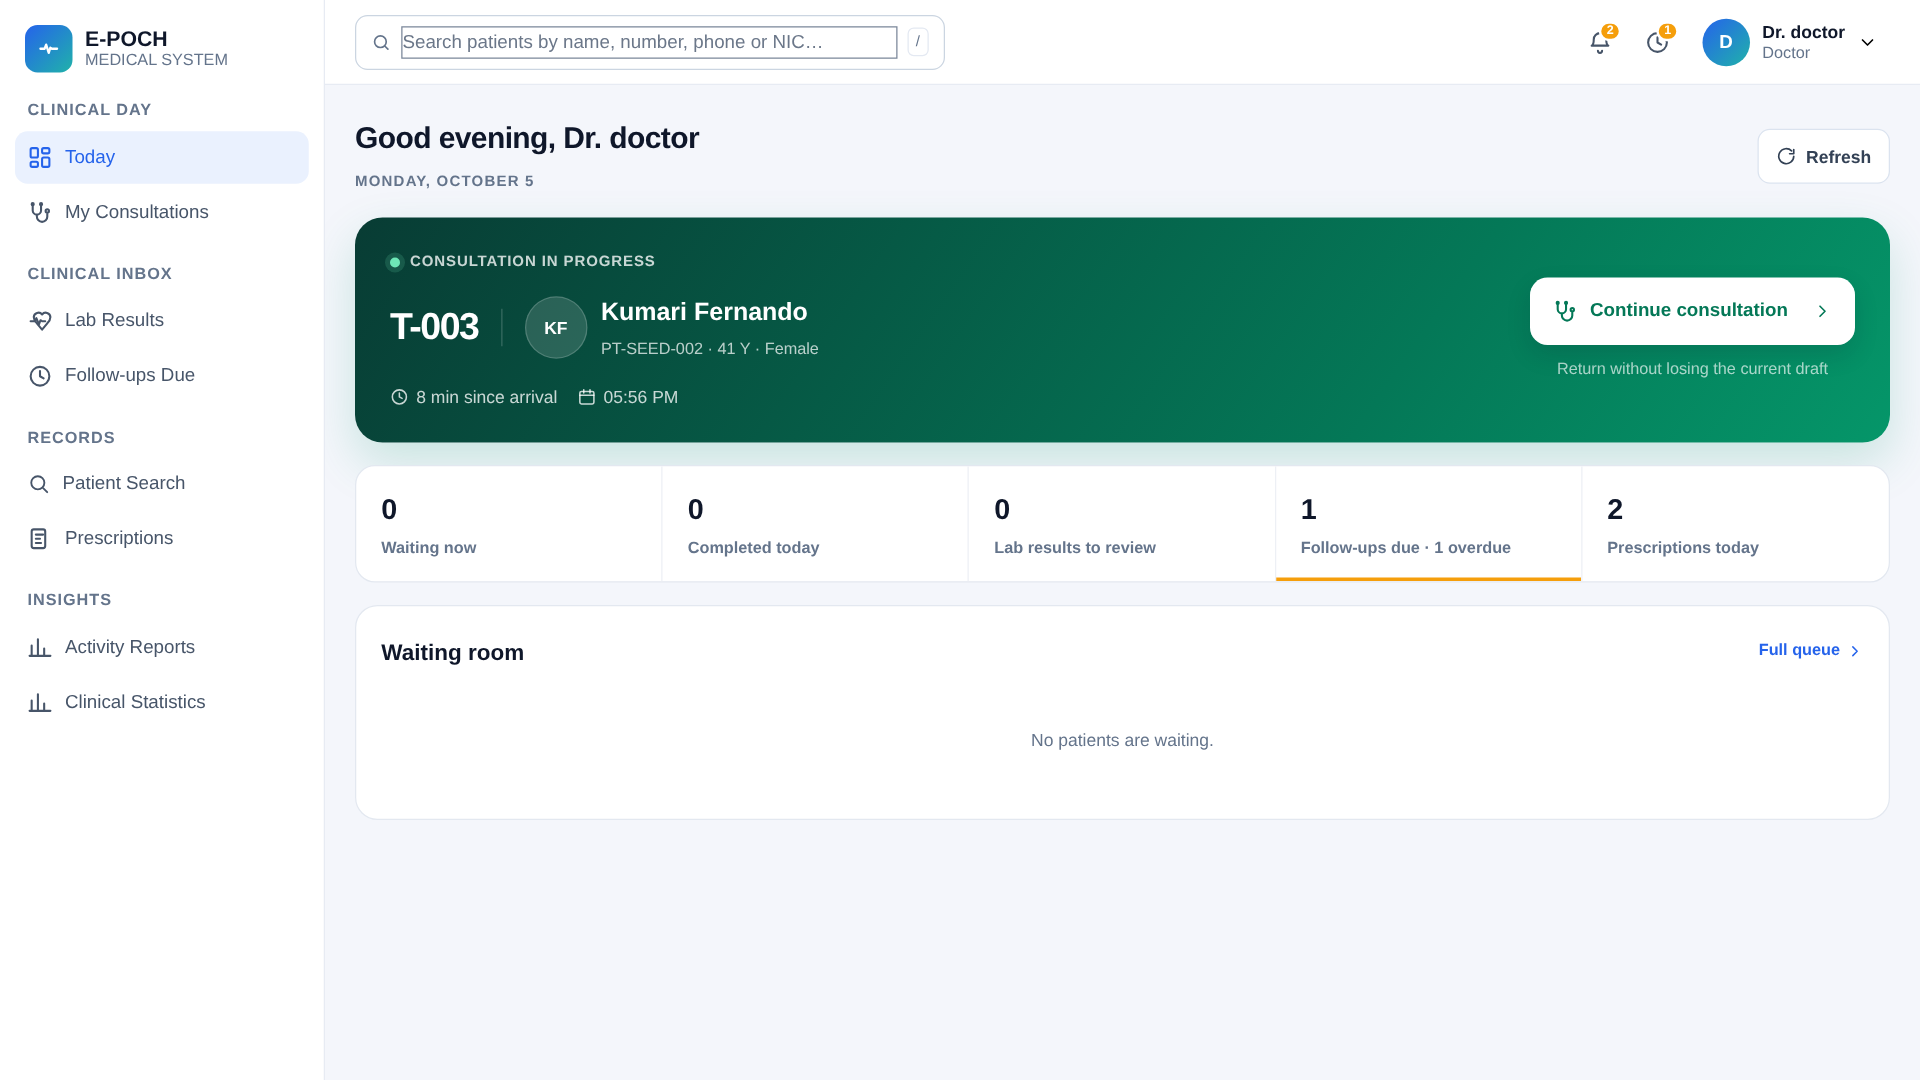 E-POCH
MEDICAL SYSTEM
CLINICAL DAY
Today
My Consultations
CLINICAL INBOX
Lab Results
Follow-ups Due
RECORDS
Patient Search
Prescriptions
INSIGHTS
Activity Reports
Clinical Statistics
Search patients by name, number, phone or NIC…
/
2
1
D
Dr. doctor
Doctor
Good evening, Dr. doctor
MONDAY, OCTOBER 5
Refresh
CONSULTATION IN PROGRESS
T-003
KF
Kumari Fernando
PT-SEED-002 · 41 Y · Female
8 min since arrival
05:56 PM
Continue consultation
Return without losing the current draft
0
Waiting now
0
Completed today
0
Lab results to review
1
Follow-ups due · 1 overdue
2
Prescriptions today
Waiting room
Full queue
No patients are waiting.